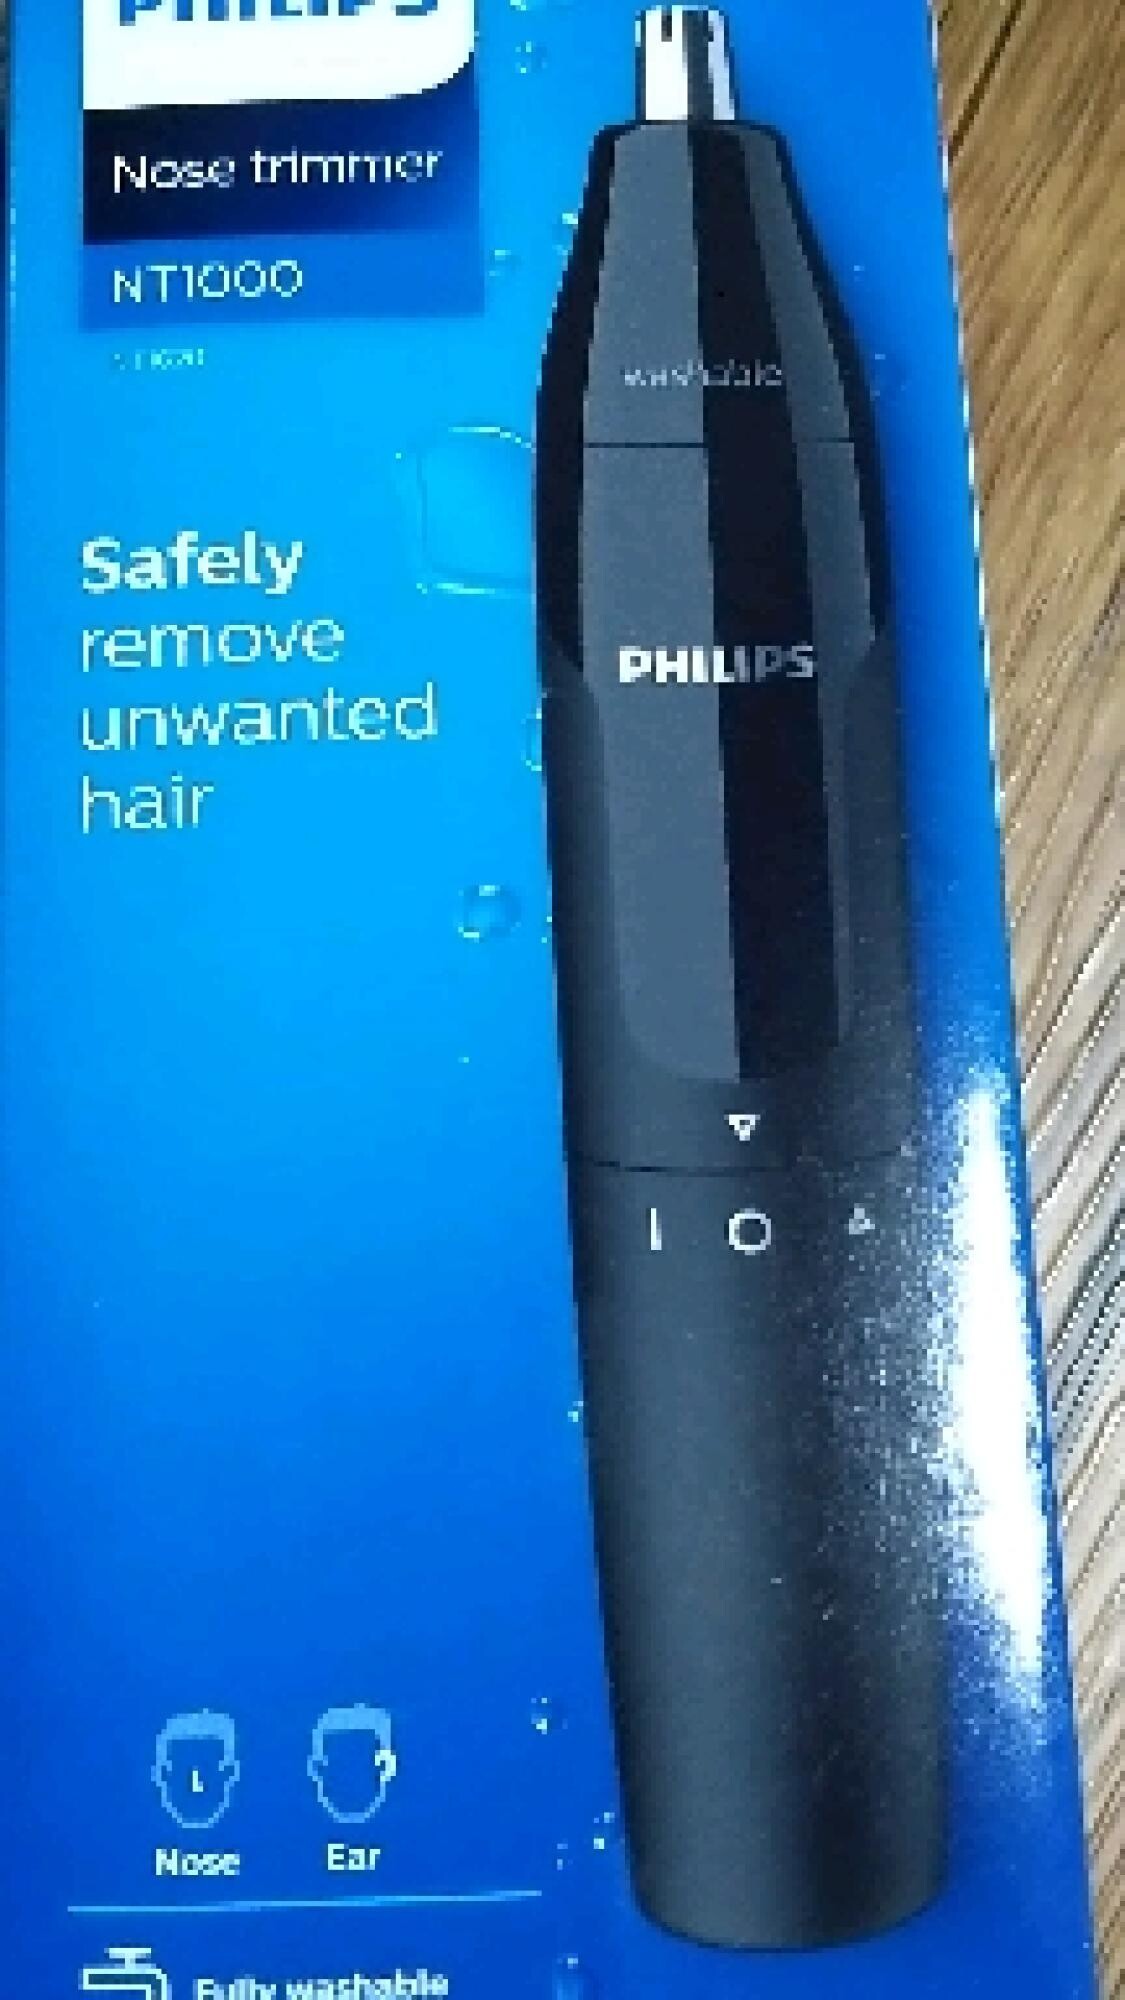 PHILIPS
Nose trimmer
NT1000
Safely
remove
unwanted
hair
washable
PHILIPS
Nose
Ear
Fully washable